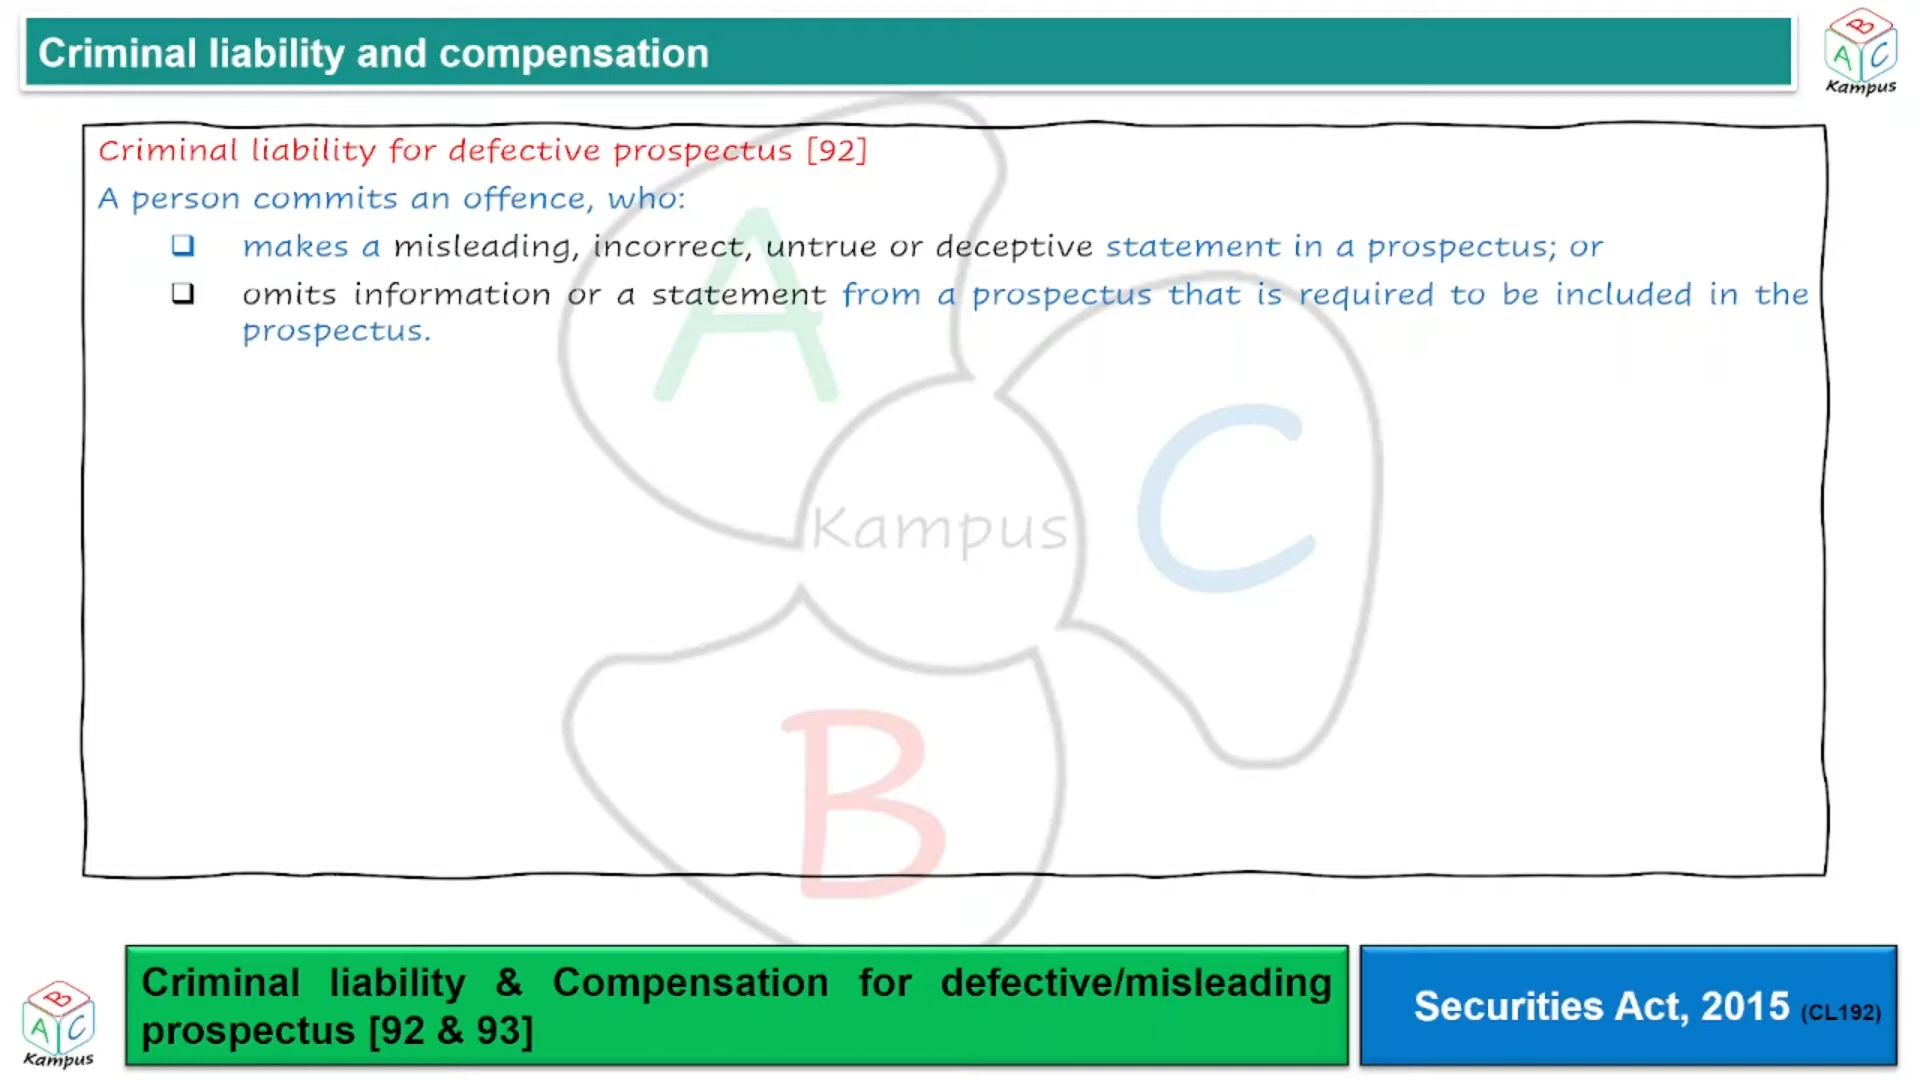 Criminal liability and compensation
B
A C
Kampus
Criminal liability for defective prospectus [92]
A person commits an offence, who:
❑ makes a misleading, incorrect, untrue or deceptive statement in a prospectus; or
❑ omits information or a statement from a prospectus that is required to be included in the
prospectus.
A
C
Kampus
B
B
A C
Kampus
Criminal liability & Compensation for defective/misleading
prospectus [92 & 93]
Securities Act, 2015 (CL192)